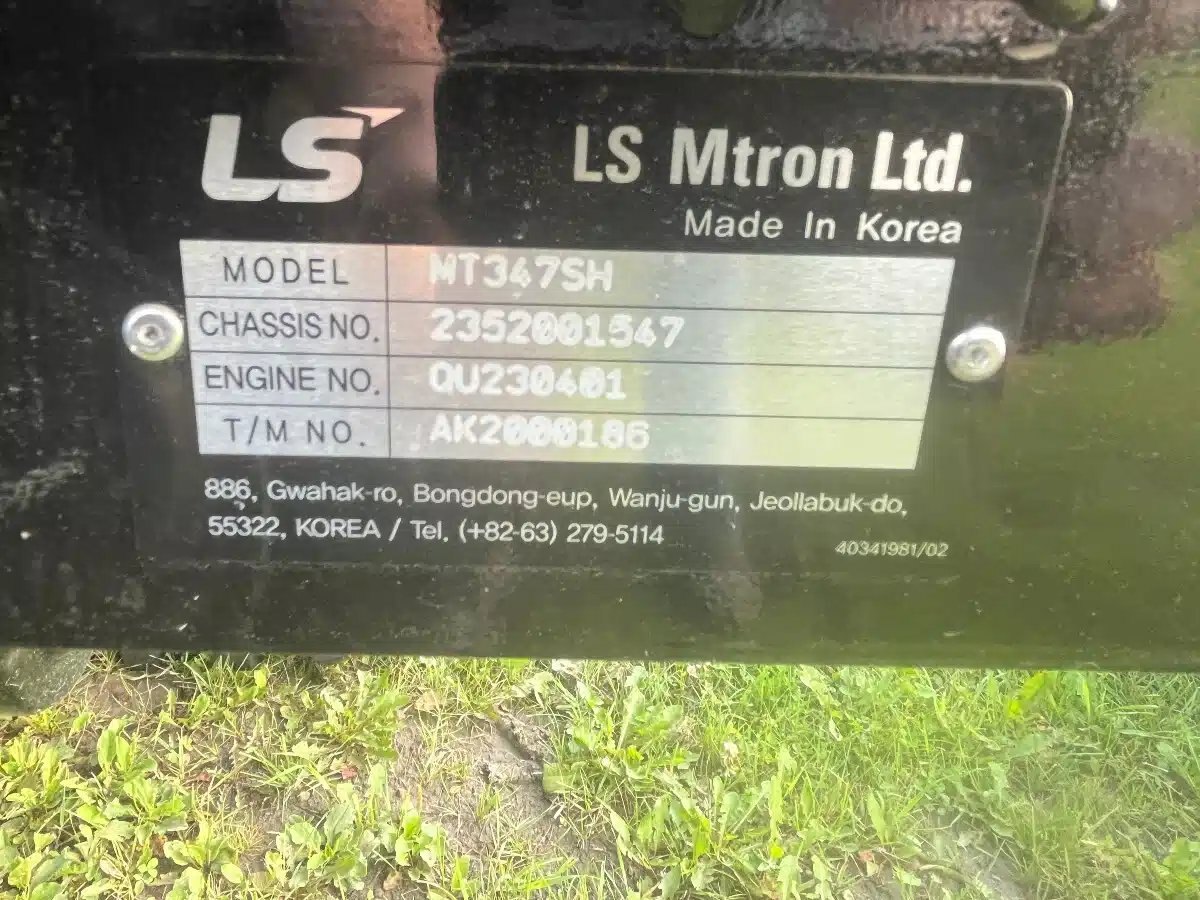 LS LS Mtron Ltd.
Made In Korea
MODEL MT347SH
CHASSIS NO. 2352001547
ENGINE NO. QU230401
T/M NO. AK2000186
886, Gwahak-ro, Bongdong-eup, Wanju-gun, Jeollabuk-do,
55322, KOREA / Tel. (+82-63) 279-5114
40341981/02